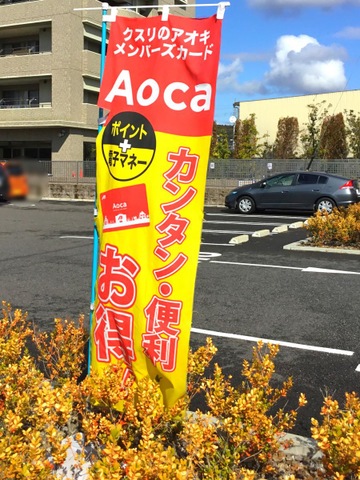 クスリのアオキ
メンバーズカード
Aoca
ポイント
+
電子マネー
Aoca
カンタン・便利
お得